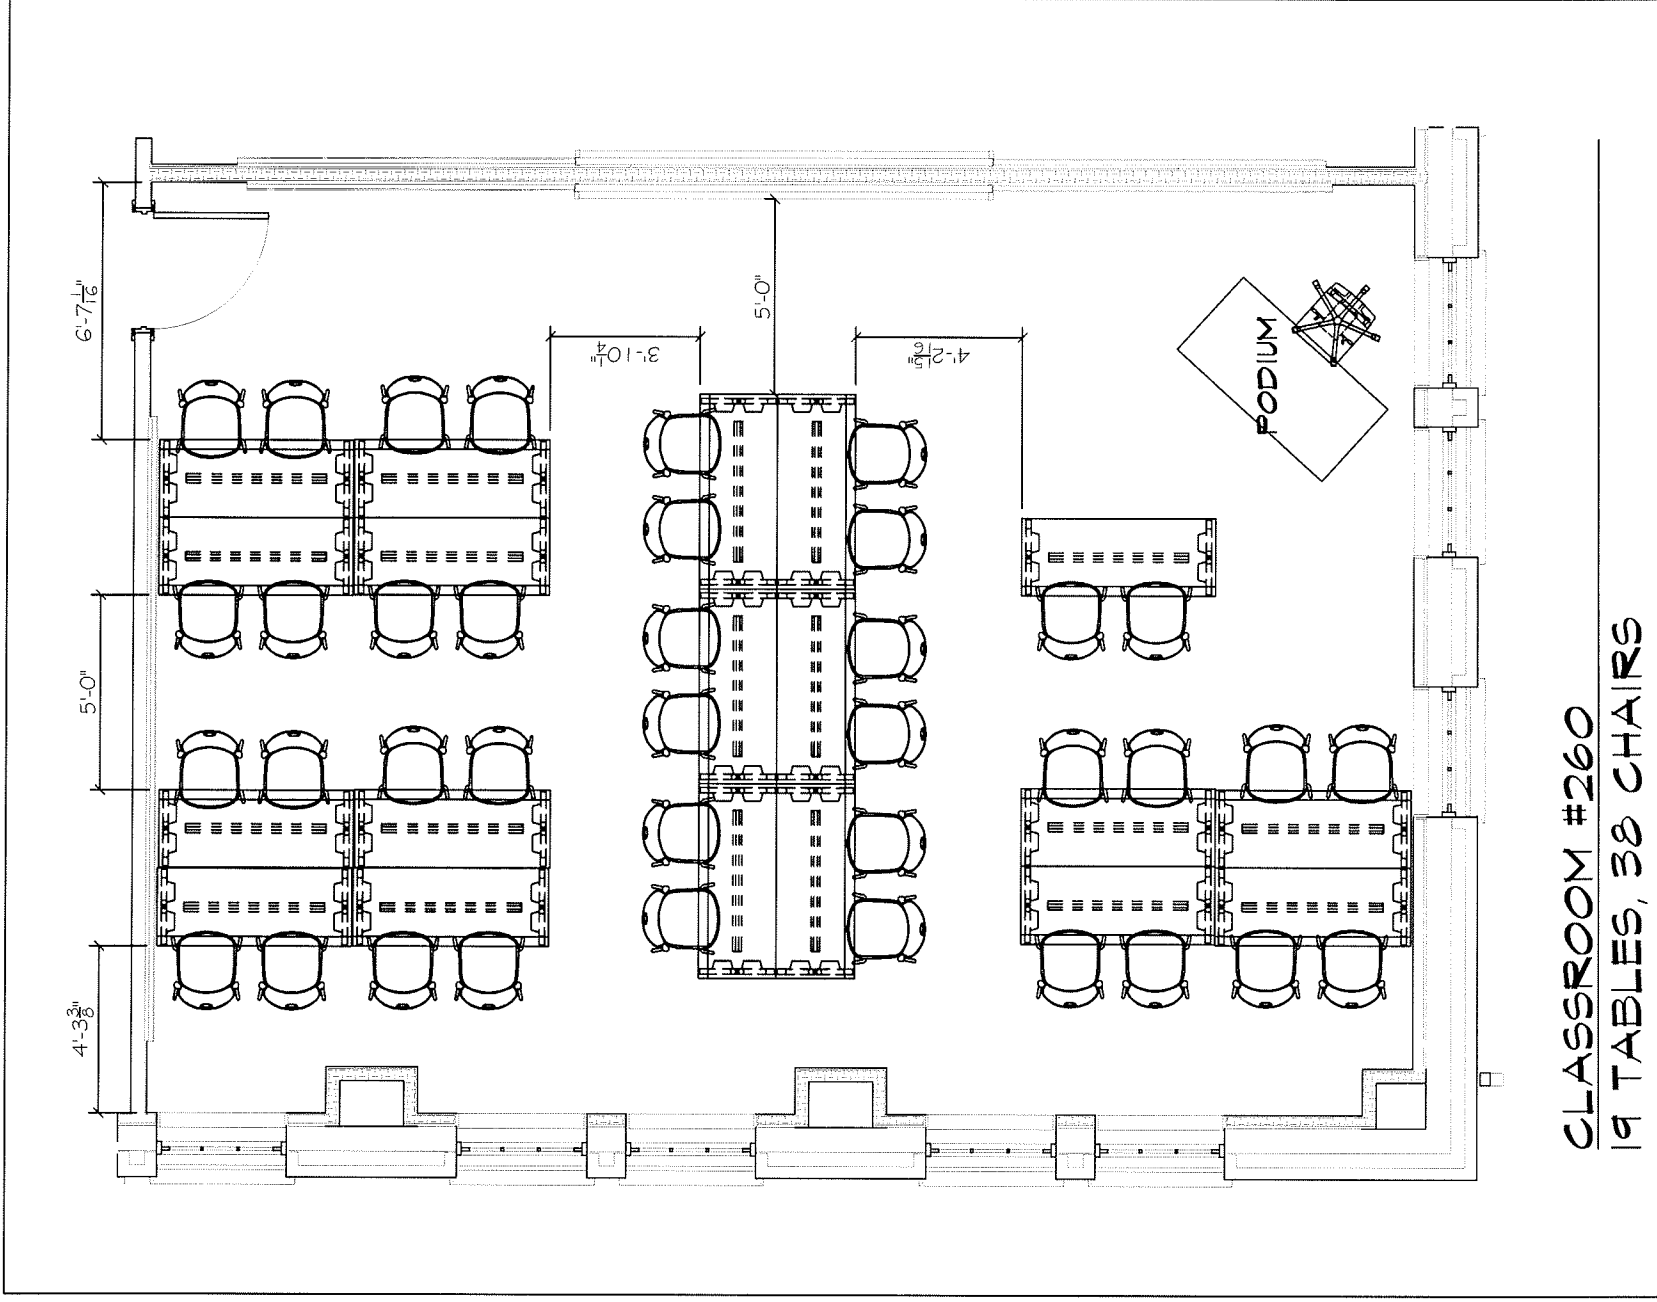 6'-7 1/16"
5'-0"
3'-10 1/4"
4'-2 15/16"
PODIUM
5'-0"
4'-3 3/8"
CLASSROOM #260
19 TABLES, 38 CHAIRS